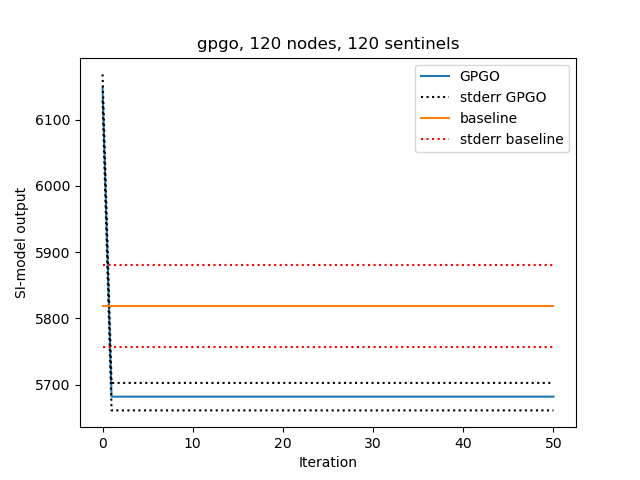 gpgo, 120 nodes, 120 sentinels
GPGO
stderr GPGO
baseline
stderr baseline
6100
6000
5900
5800
5700
SI-model output
0 10 20 30 40 50
Iteration